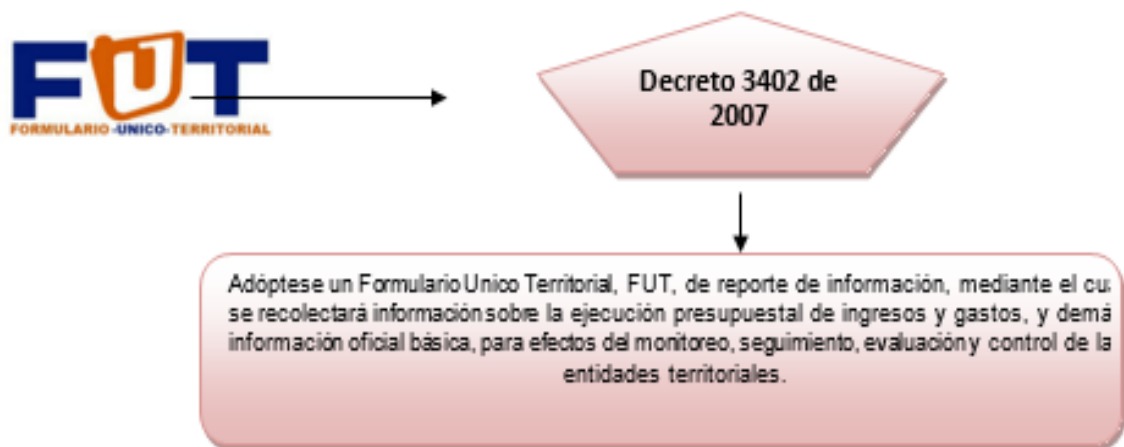 FUT
FORMULARIO-UNICO-TERRITORIAL
Decreto 3402 de
2007
Adóptese un Formulario Unico Territorial, FUT, de reporte de información, mediante el cu
se recolectará información sobre la ejecución presupuestal de ingresos y gastos, y demá
información oficial básica, para efectos del monitoreo, seguimiento, evaluación y control de la
entidades territoriales.